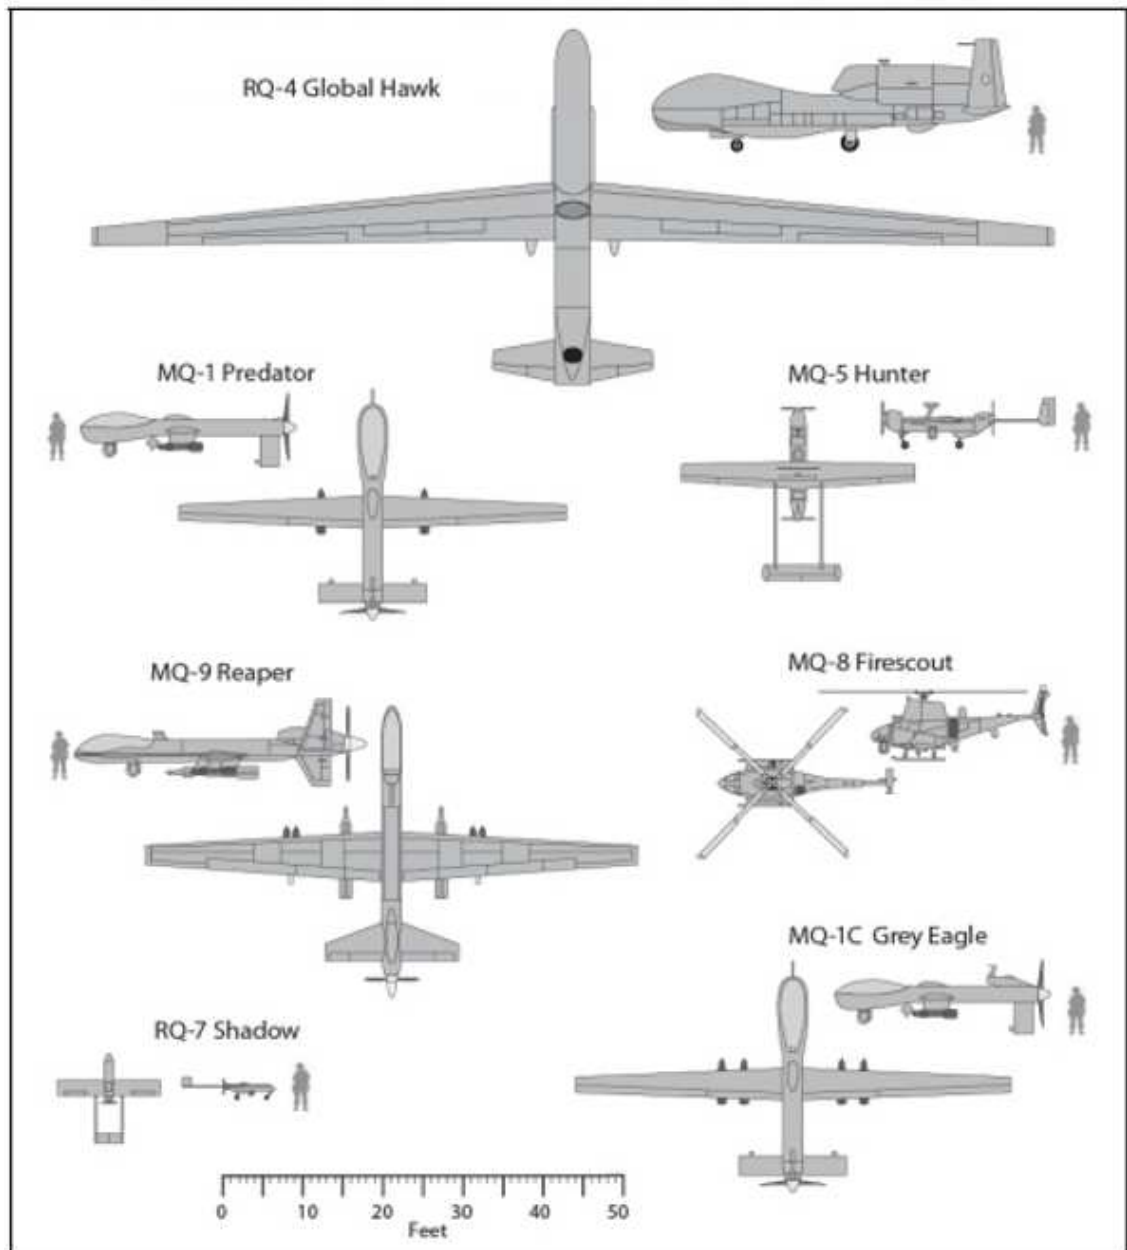 RQ-4 Global Hawk
MQ-1 Predator
MQ-5 Hunter
MQ-9 Reaper
MQ-8 Firescout
MQ-1C Grey Eagle
RQ-7 Shadow
0 10 20 30 40 50
Feet